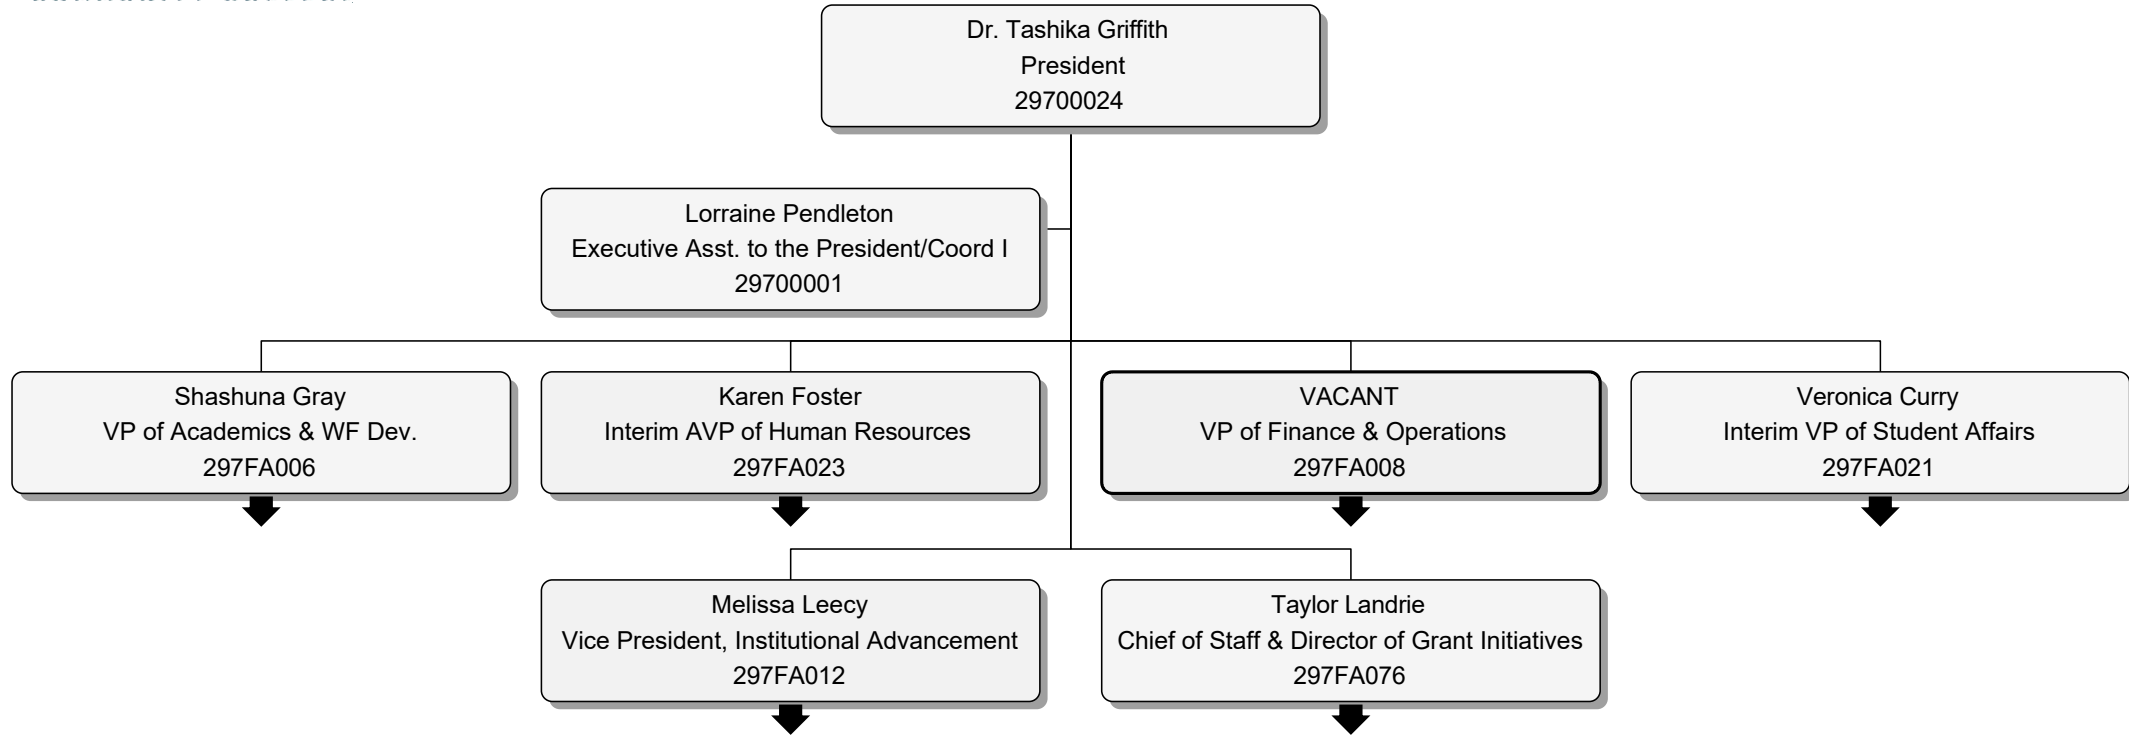 Dr. Tashika Griffith
President
29700024
Lorraine Pendleton
Executive Asst. to the President/Coord I
29700001
Shashuna Gray
VP of Academics & WF Dev.
297FA006
Karen Foster
Interim AVP of Human Resources
297FA023
VACANT
VP of Finance & Operations
297FA008
Veronica Curry
Interim VP of Student Affairs
297FA021
Melissa Leecy
Vice President, Institutional Advancement
297FA012
Taylor Landrie
Chief of Staff & Director of Grant Initiatives
297FA076